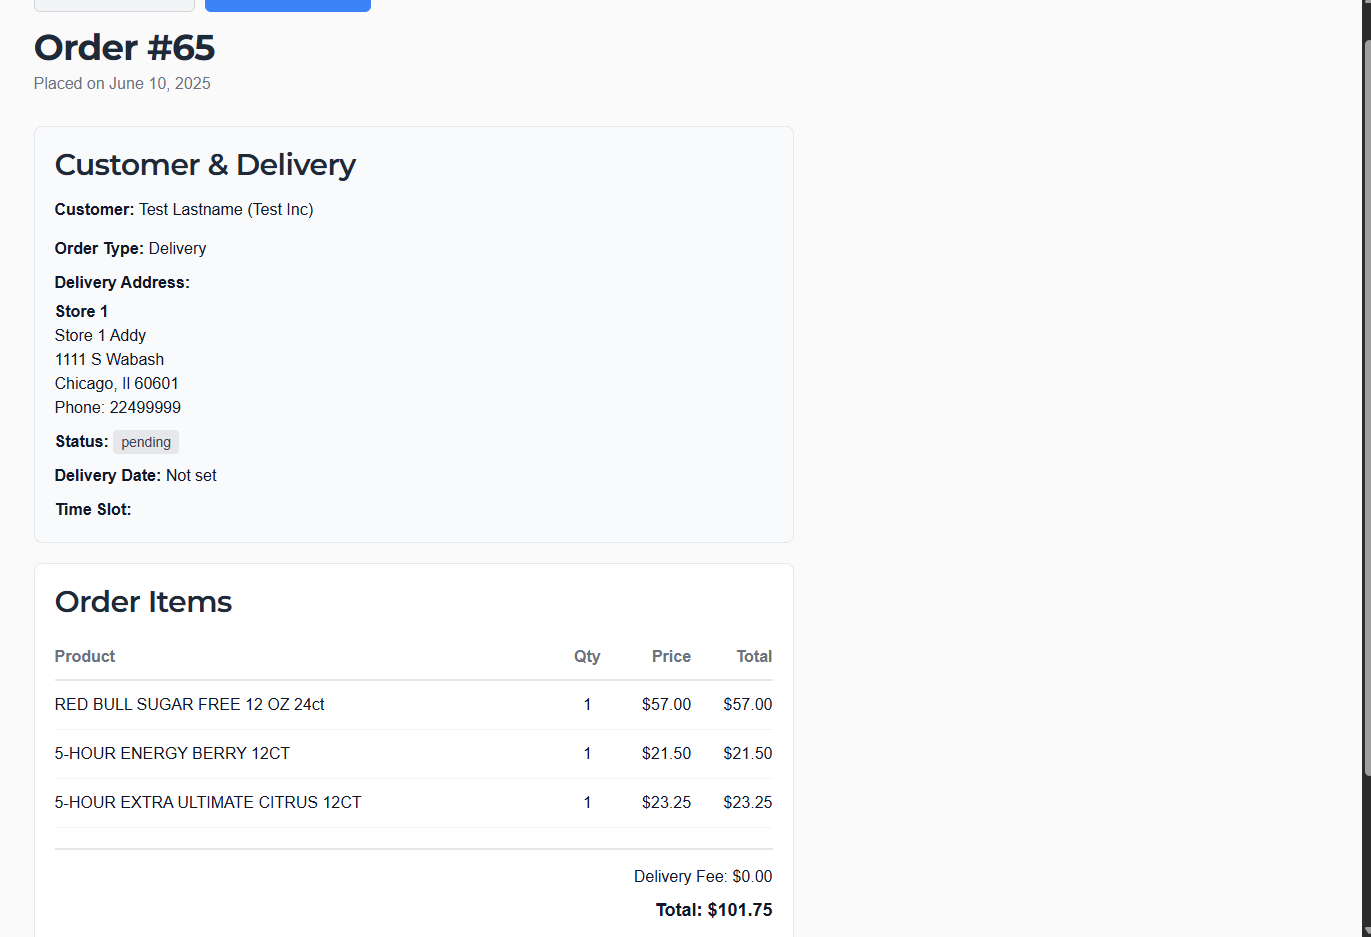 Order #65
Placed on June 10, 2025
Customer & Delivery
Customer: Test Lastname (Test Inc)
Order Type: Delivery
Delivery Address:
Store 1
Store 1 Addy
1111 S Wabash
Chicago, Il 60601
Phone: 22499999
Status: pending
Delivery Date: Not set
Time Slot:
Order Items
Product Qty Price Total
RED BULL SUGAR FREE 12 OZ 24ct 1 $57.00 $57.00
5-HOUR ENERGY BERRY 12CT 1 $21.50 $21.50
5-HOUR EXTRA ULTIMATE CITRUS 12CT 1 $23.25 $23.25
Delivery Fee: $0.00
Total: $101.75